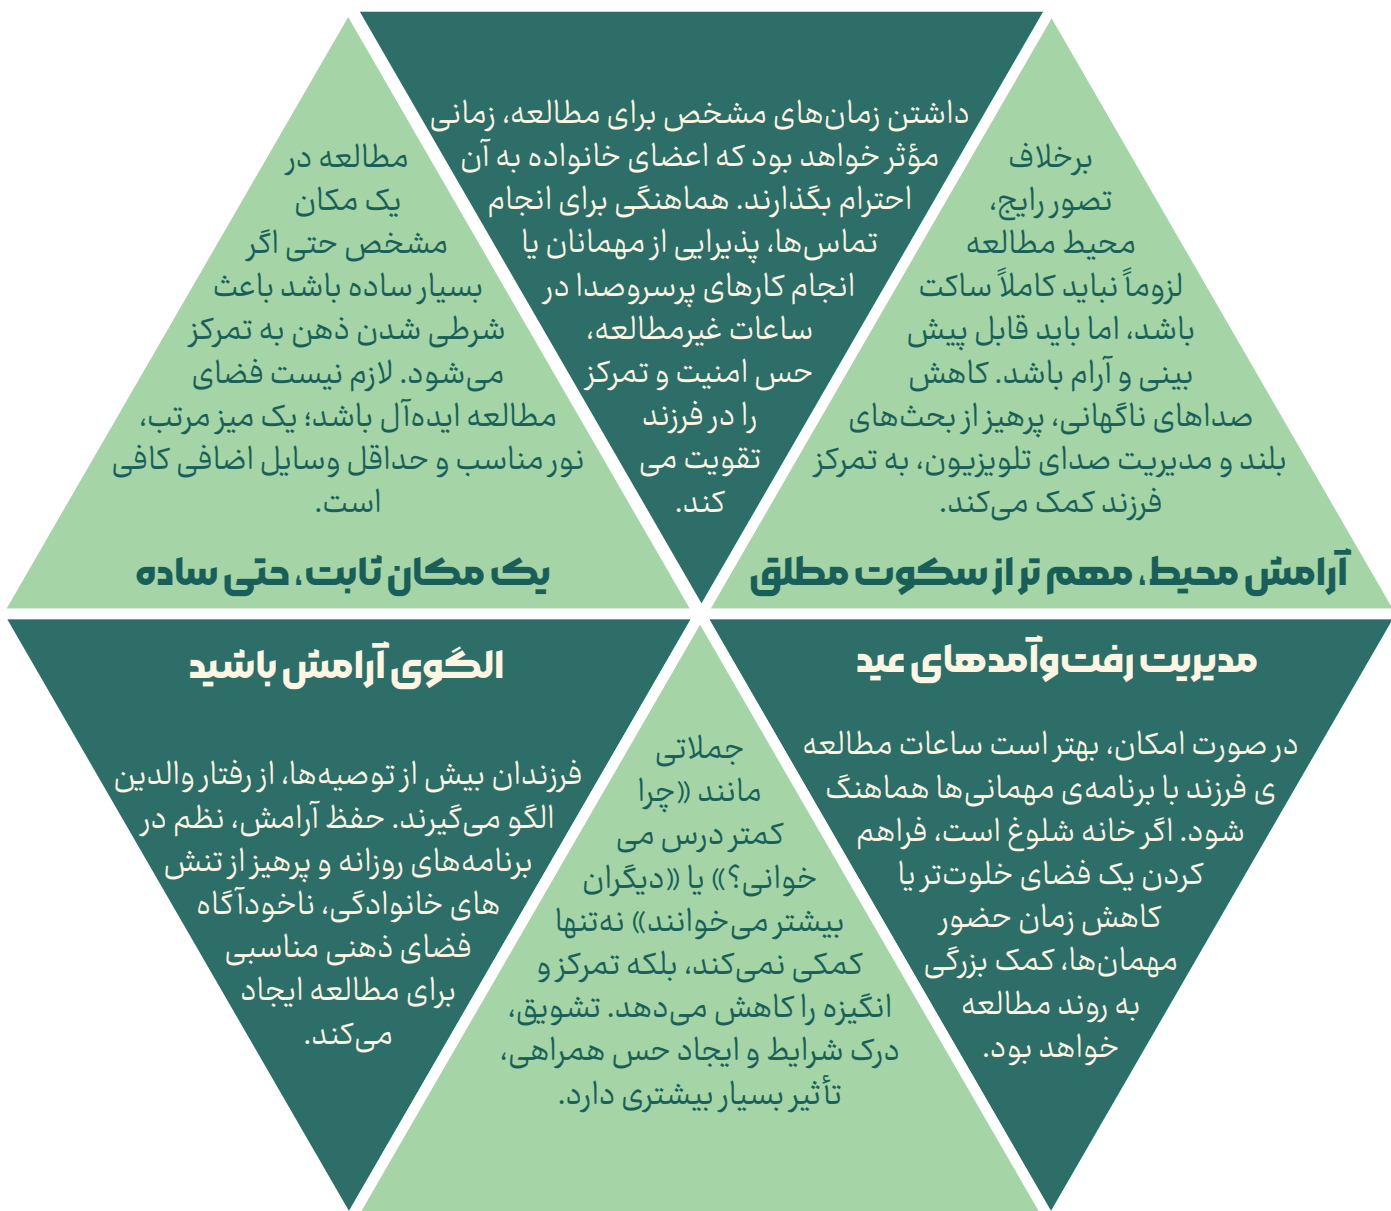 برخلاف
تصور رایج،
محیط مطالعه
لزوماً نباید کاملاً ساکت
باشد، اما باید قابل پیش
بینی و آرام باشد. کاهش
صداهای ناگهانی، پرهیز از بحث‌های
بلند و مدیریت صدای تلویزیون، به تمرکز
فرزند کمک می‌کند.
آرامش محیط، مهم تر از سکوت مطلق
داشتن زمان‌های مشخص برای مطالعه، زمانی
مؤثر خواهد بود که اعضای خانواده به آن
احترام بگذارند. هماهنگی برای انجام
تماس‌ها، پذیرایی از مهمانان یا
انجام کارهای پرسروصدا در
ساعات غیرمطالعه،
حس امنیت و تمرکز
را در فرزند
تقویت می
کند.
مطالعه در
یک مکان
مشخص حتی اگر
بسیار ساده باشد باعث
شرطی شدن ذهن به تمرکز
می‌شود. لازم نیست فضای
مطالعه ایده‌آل باشد؛ یک میز مرتب،
نور مناسب و حداقل وسایل اضافی کافی
است.
یک مکان ثابت، حتی ساده
مدیریت رفت‌وآمدهای عید
در صورت امکان، بهتر است ساعات مطالعه
ی فرزند با برنامه‌ی مهمانی‌ها هماهنگ
شود. اگر خانه شلوغ است، فراهم
کردن یک فضای خلوت‌تر یا
کاهش زمان حضور
مهمان‌ها، کمک بزرگی
به روند مطالعه
خواهد بود.
جملاتی
مانند «چرا
کمتر درس می
خوانی؟» یا «دیگران
بیشتر می‌خوانند» نه‌تنها
کمکی نمی‌کند، بلکه تمرکز و
انگیزه را کاهش می‌دهد. تشویق،
درک شرایط و ایجاد حس همراهی،
تأثیر بسیار بیشتری دارد.
الگوی آرامش باشید
فرزندان بیش از توصیه‌ها، از رفتار والدین
الگو می‌گیرند. حفظ آرامش، نظم در
برنامه‌های روزانه و پرهیز از تنش
های خانوادگی، ناخودآگاه
فضای ذهنی مناسبی
برای مطالعه ایجاد
می‌کند.